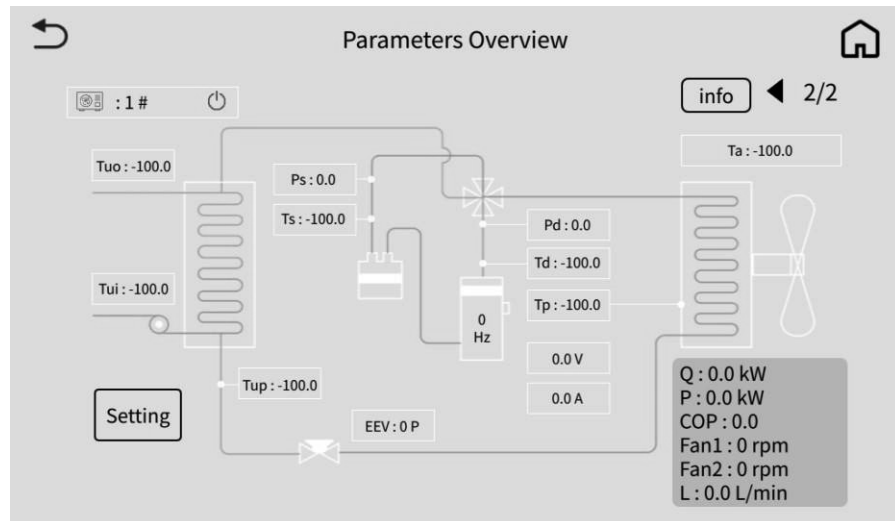 Parameters Overview
: 1 #
info
2/2
Tuo : -100.0
Ps : 0.0
Ta : -100.0
Ts : -100.0
Pd : 0.0
Td : -100.0
Tui : -100.0
Tp : -100.0
0
Hz
0.0 V
Tup : -100.0
0.0 A
Setting
EEV : 0 P
Q : 0.0 kW
P : 0.0 kW
COP : 0.0
Fan1 : 0 rpm
Fan2 : 0 rpm
L : 0.0 L/min